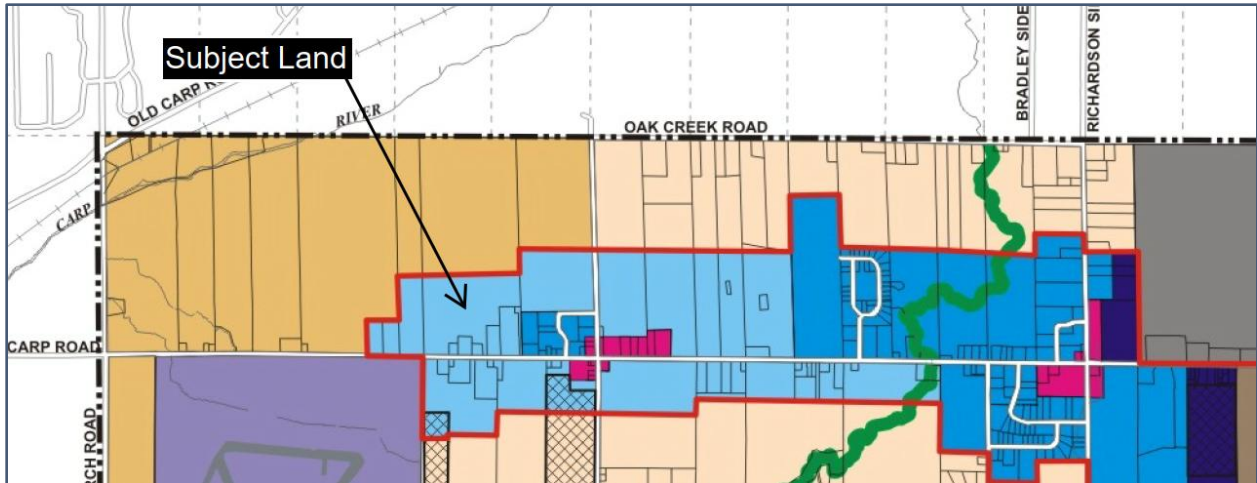 Subject Land
OLD CARP
RIVER
CARP
OAK CREEK ROAD
BRADLEY SIDE
RICHARDSON SI
CARP ROAD
RCH ROAD